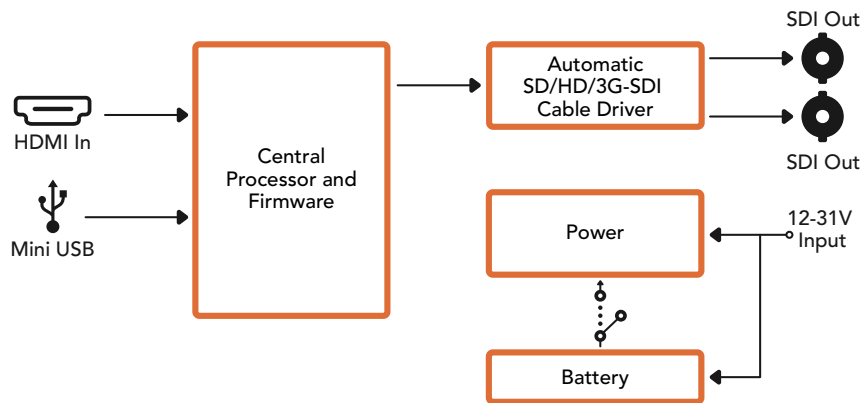 HDMI In
Mini USB
Central
Processor and
Firmware
Automatic
SD/HD/3G-SDI
Cable Driver
SDI Out
SDI Out
Power
12-31V
Input
Battery